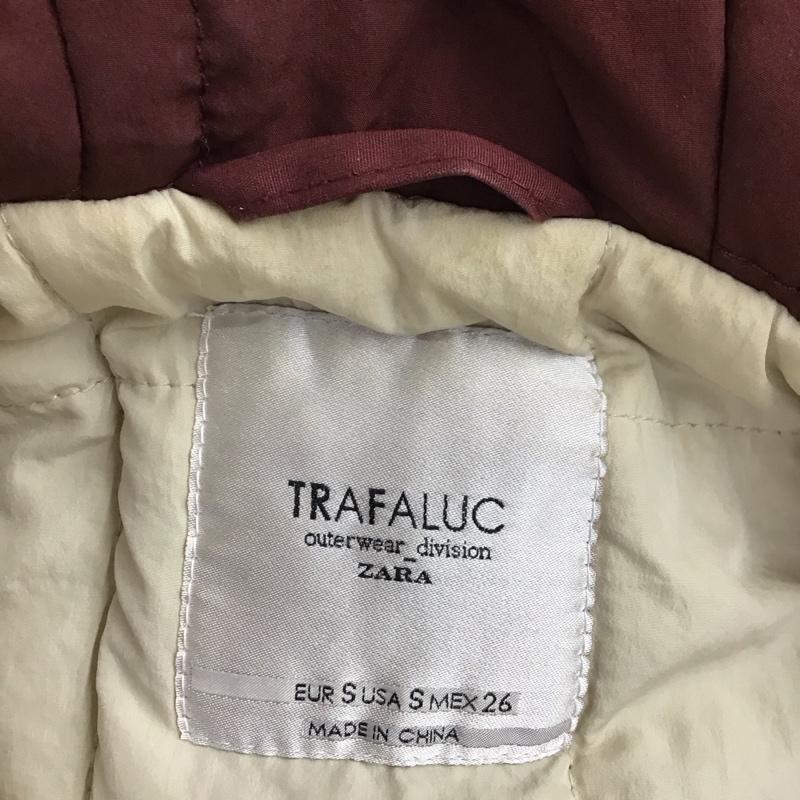 TRAFALUC
outerwear_division
ZARA
EUR S USA S MEX 26
MADE IN CHINA